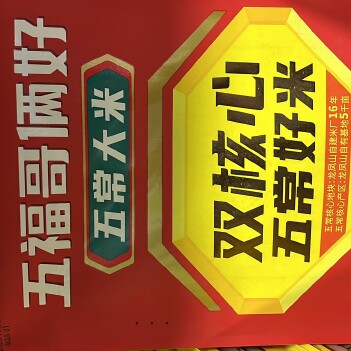 五福哥俩好
五常大米
双核心
五常好米
五常核心地块:龙凤山自建米厂16年
五常核心产区:龙凤山自有基地5千亩